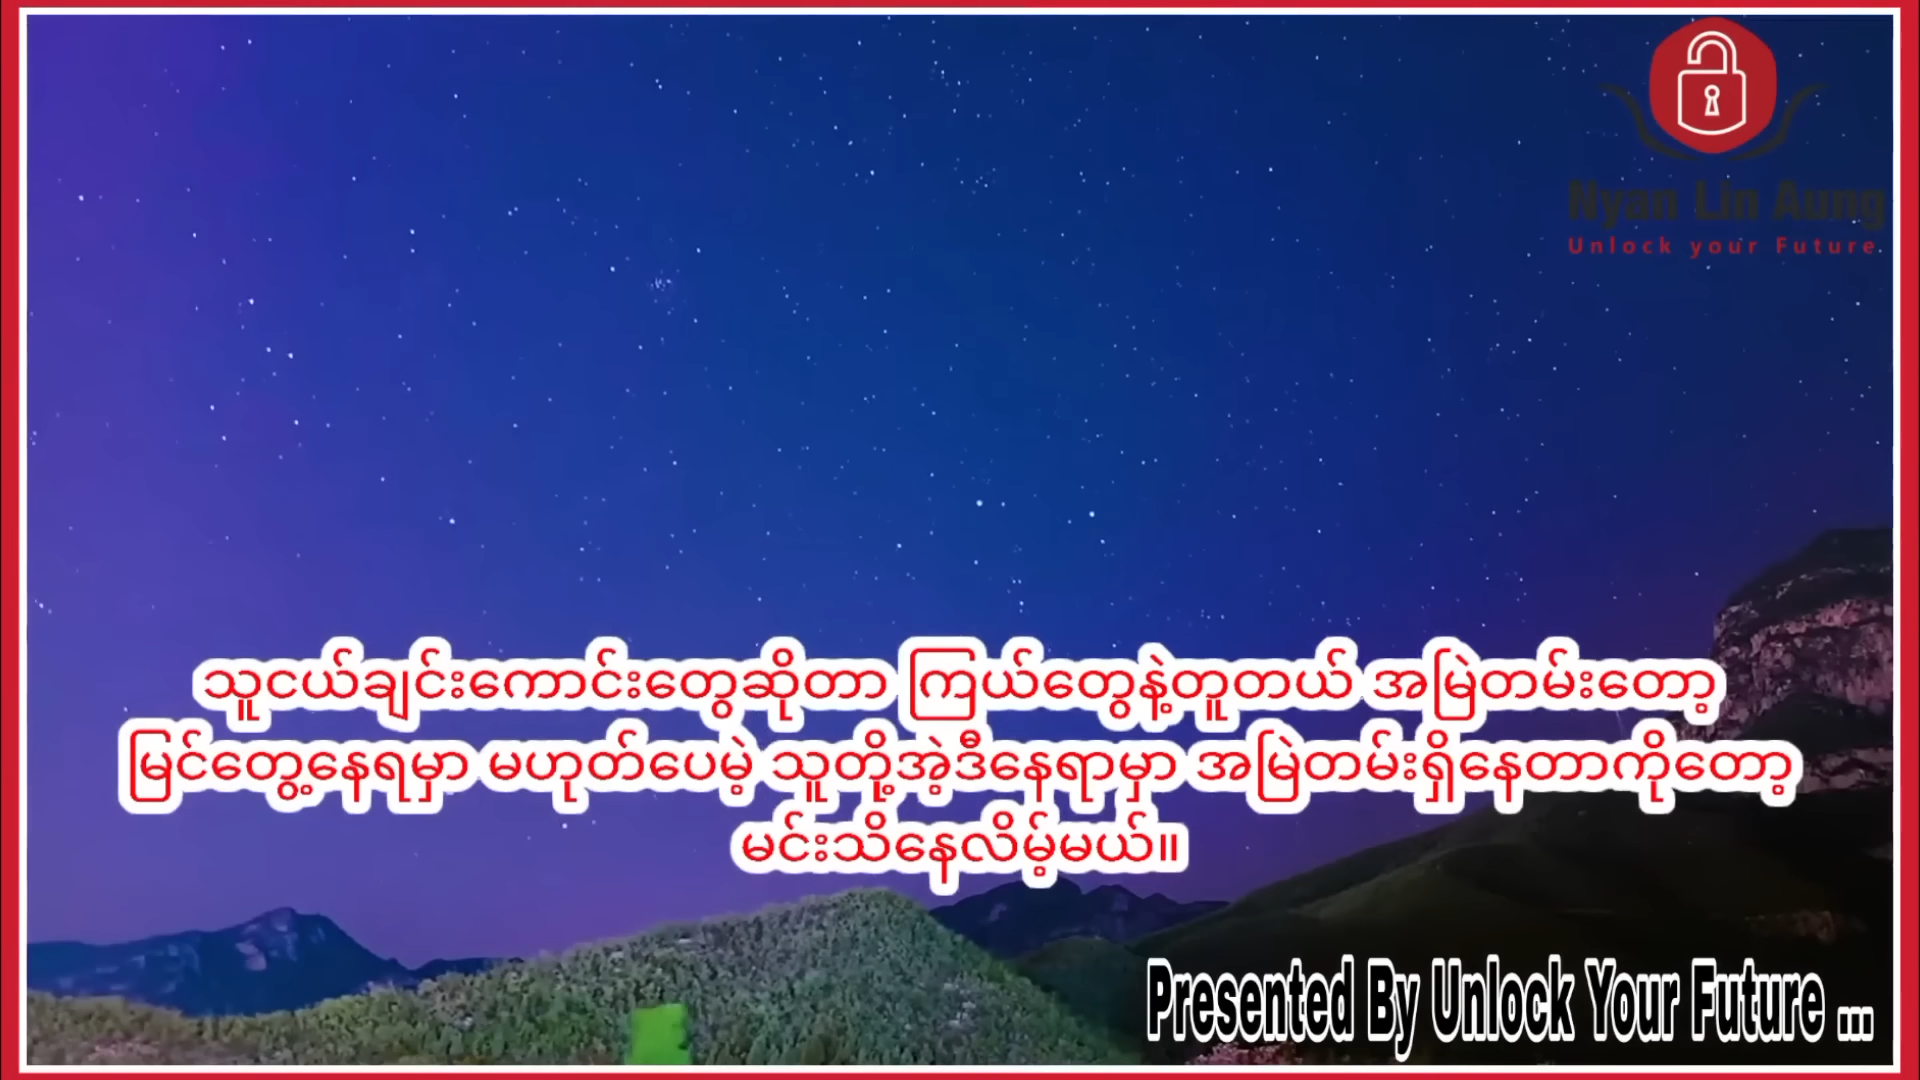 Nyan Lin Aung
Unlock your Future.
သူငယ်ချင်းကောင်းတွေဆိုတာ ကြယ်တွေနဲ့တူတယ် အမြဲတမ်းတော့
မြင်တွေ့နေရမှာ မဟုတ်ပေမဲ့ သူတို့အဲ့ဒီနေရာမှာ အမြဲတမ်းရှိနေတာကိုတော့
မင်းသိနေလိမ့်မယ်။
Presented By Unlock Your Future ...